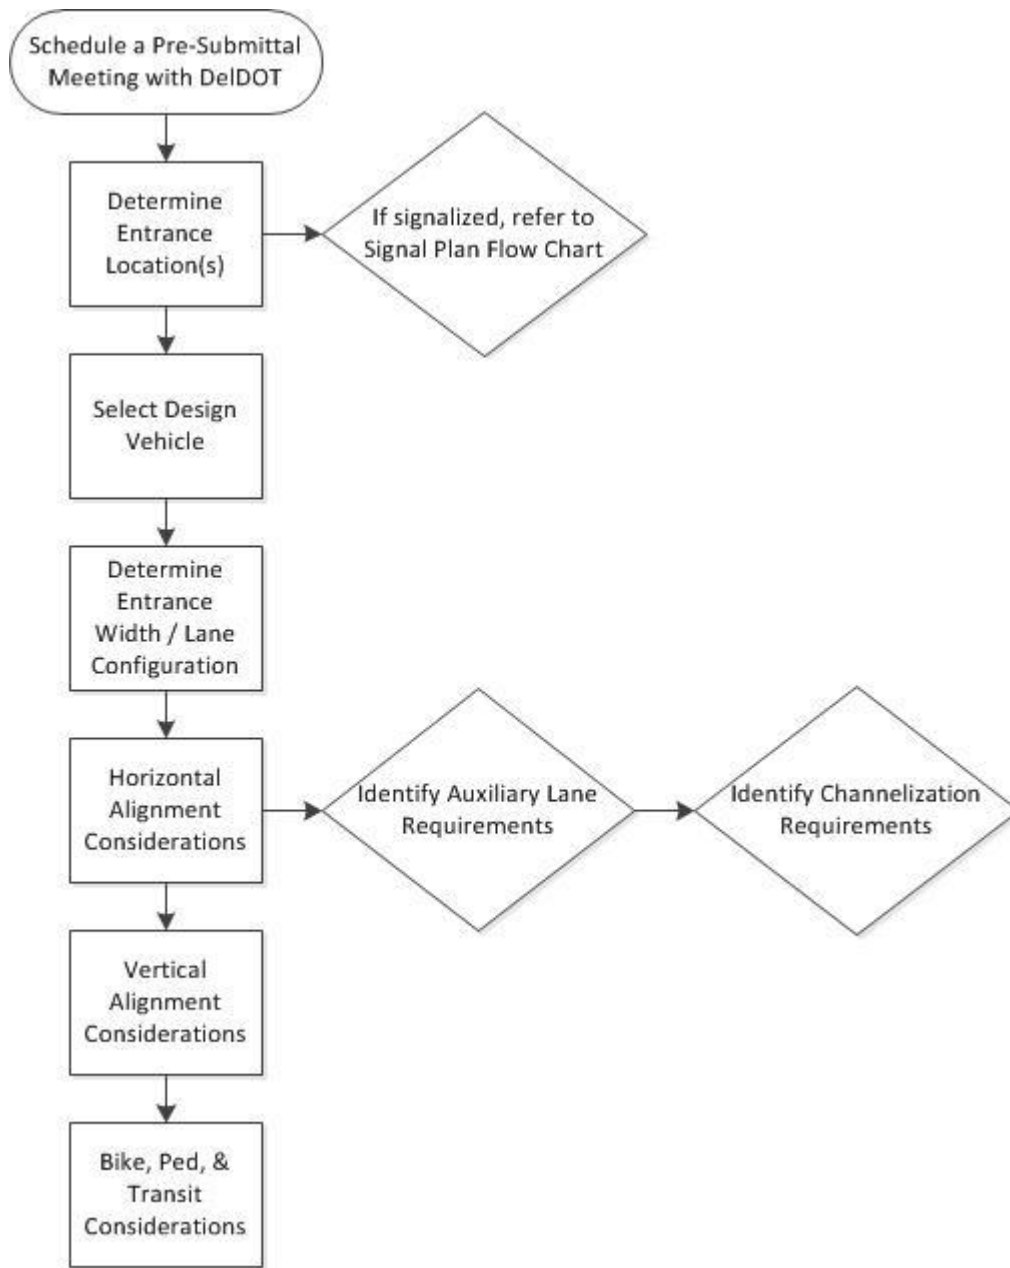 Schedule a Pre-Submittal
Meeting with DelDOT
Determine
Entrance
Location(s)
If signalized, refer to
Signal Plan Flow Chart
Select Design
Vehicle
Determine
Entrance
Width / Lane
Configuration
Horizontal
Alignment
Considerations
Identify Auxiliary Lane
Requirements
Identify Channelization
Requirements
Vertical
Alignment
Considerations
Bike, Ped, &
Transit
Considerations